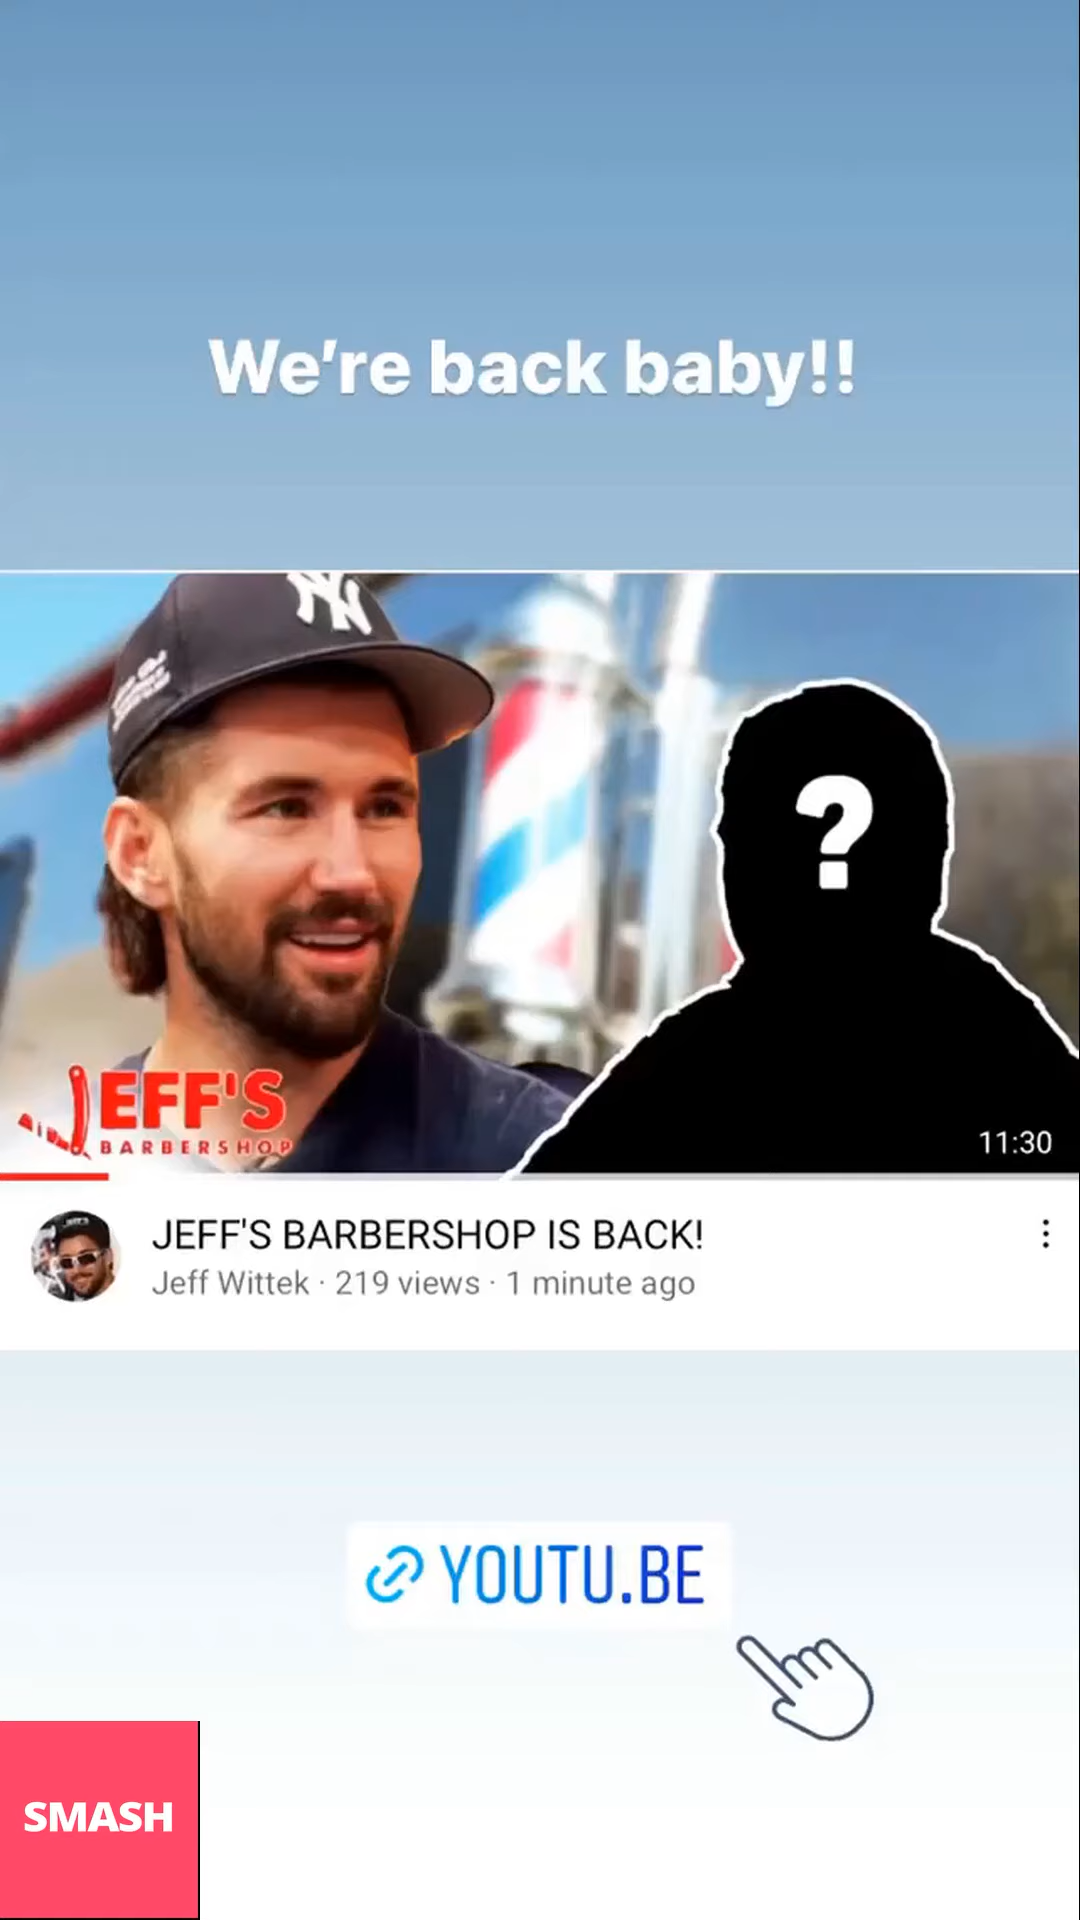 We're back baby!!
NY
?
JEFF'S
BARBERSHOP
11:30
JEFF'S BARBERSHOP IS BACK!
Jeff Wittek · 219 views · 1 minute ago
YOUTU.BE
SMASH